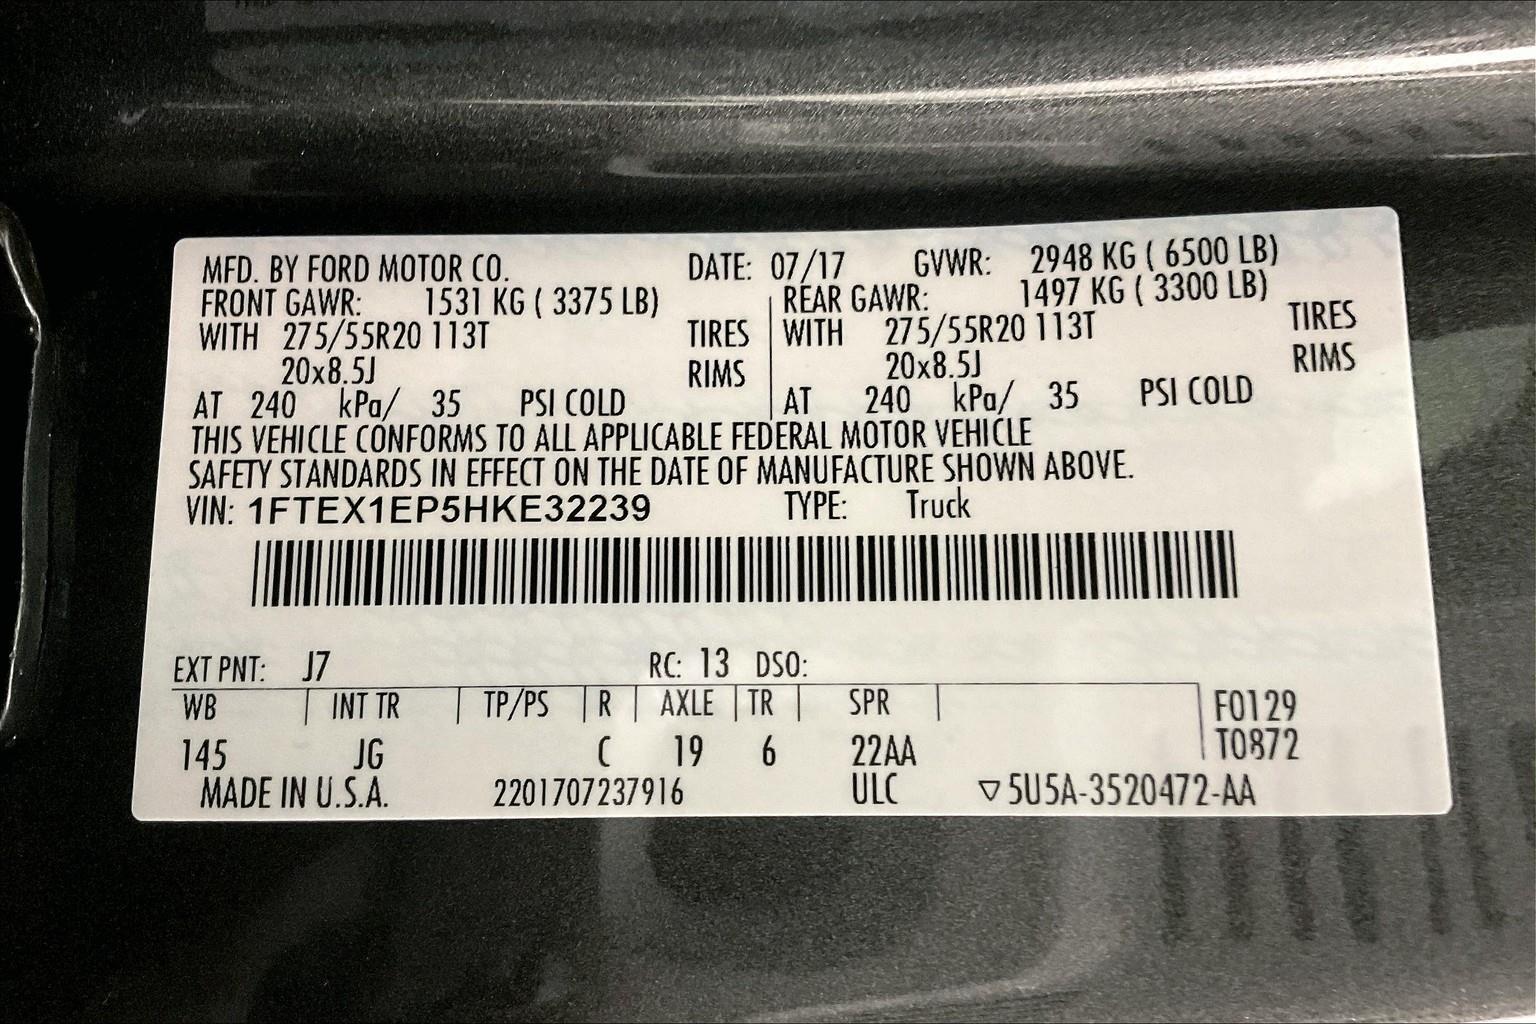 MFD. BY FORD MOTOR CO. DATE: 07/17 GVWR: 2948 KG ( 6500 LB)
FRONT GAWR: 1531 KG ( 3375 LB) REAR GAWR: 1497 KG ( 3300 LB)
WITH 275/55R20 113T TIRES WITH 275/55R20 113T TIRES
20x8.5J RIMS 20x8.5J RIMS
AT 240 kPa/ 35 PSI COLD AT 240 kPa/ 35 PSI COLD
THIS VEHICLE CONFORMS TO ALL APPLICABLE FEDERAL MOTOR VEHICLE
SAFETY STANDARDS IN EFFECT ON THE DATE OF MANUFACTURE SHOWN ABOVE.
VIN: 1FTEX1EP5HKE32239 TYPE: Truck
EXT PNT: J7 RC: 13 DSO:
WB INT TR TP/PS R AXLE TR SPR F0129
145 JG C 19 6 22AA T0872
MADE IN U.S.A. 2201707237916 ULC ▽5U5A-3520472-AA